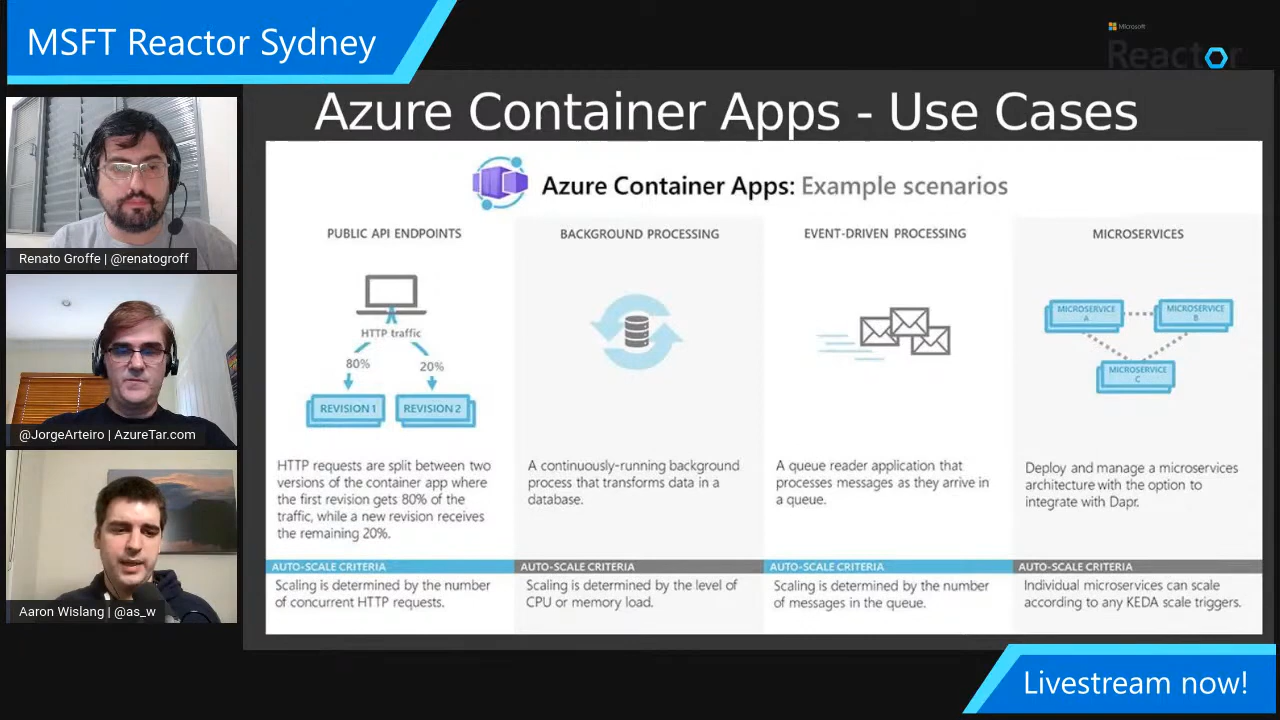 MSFT Reactor Sydney
Microsoft
Reactor
Renato Groffe | @renatogroff
@JorgeArteiro | AzureTar.com
Aaron Wislang | @as_w
Azure Container Apps - Use Cases
Azure Container Apps: Example scenarios
PUBLIC API ENDPOINTS
HTTP traffic
80%
20%
REVISION 1
REVISION 2
HTTP requests are split between two
versions of the container app where
the first revision gets 80% of the
traffic, while a new revision receives
the remaining 20%.
AUTO-SCALE CRITERIA
Scaling is determined by the number
of concurrent HTTP requests.
BACKGROUND PROCESSING
A continuously-running background
process that transforms data in a
database.
AUTO-SCALE CRITERIA
Scaling is determined by the level of
CPU or memory load.
EVENT-DRIVEN PROCESSING
A queue reader application that
processes messages as they arrive in
a queue.
AUTO-SCALE CRITERIA
Scaling is determined by the number
of messages in the queue.
MICROSERVICES
MICROSERVICE
A
MICROSERVICE
B
MICROSERVICE
C
Deploy and manage a microservices
architecture with the option to
integrate with Dapr.
AUTO-SCALE CRITERIA
Individual microservices can scale
according to any KEDA scale triggers.
Livestream now!